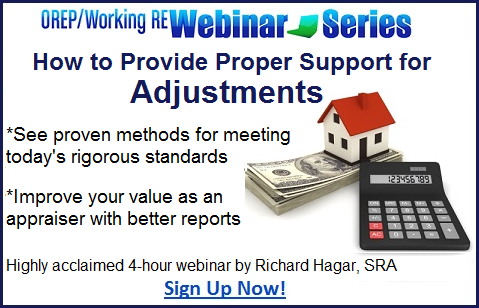 OREP/Working RE Webinar Series
How to Provide Proper Support for
Adjustments
*See proven methods for meeting
today's rigorous standards
*Improve your value as an
appraiser with better reports
123456789
Highly acclaimed 4-hour webinar by Richard Hagar, SRA
Sign Up Now!